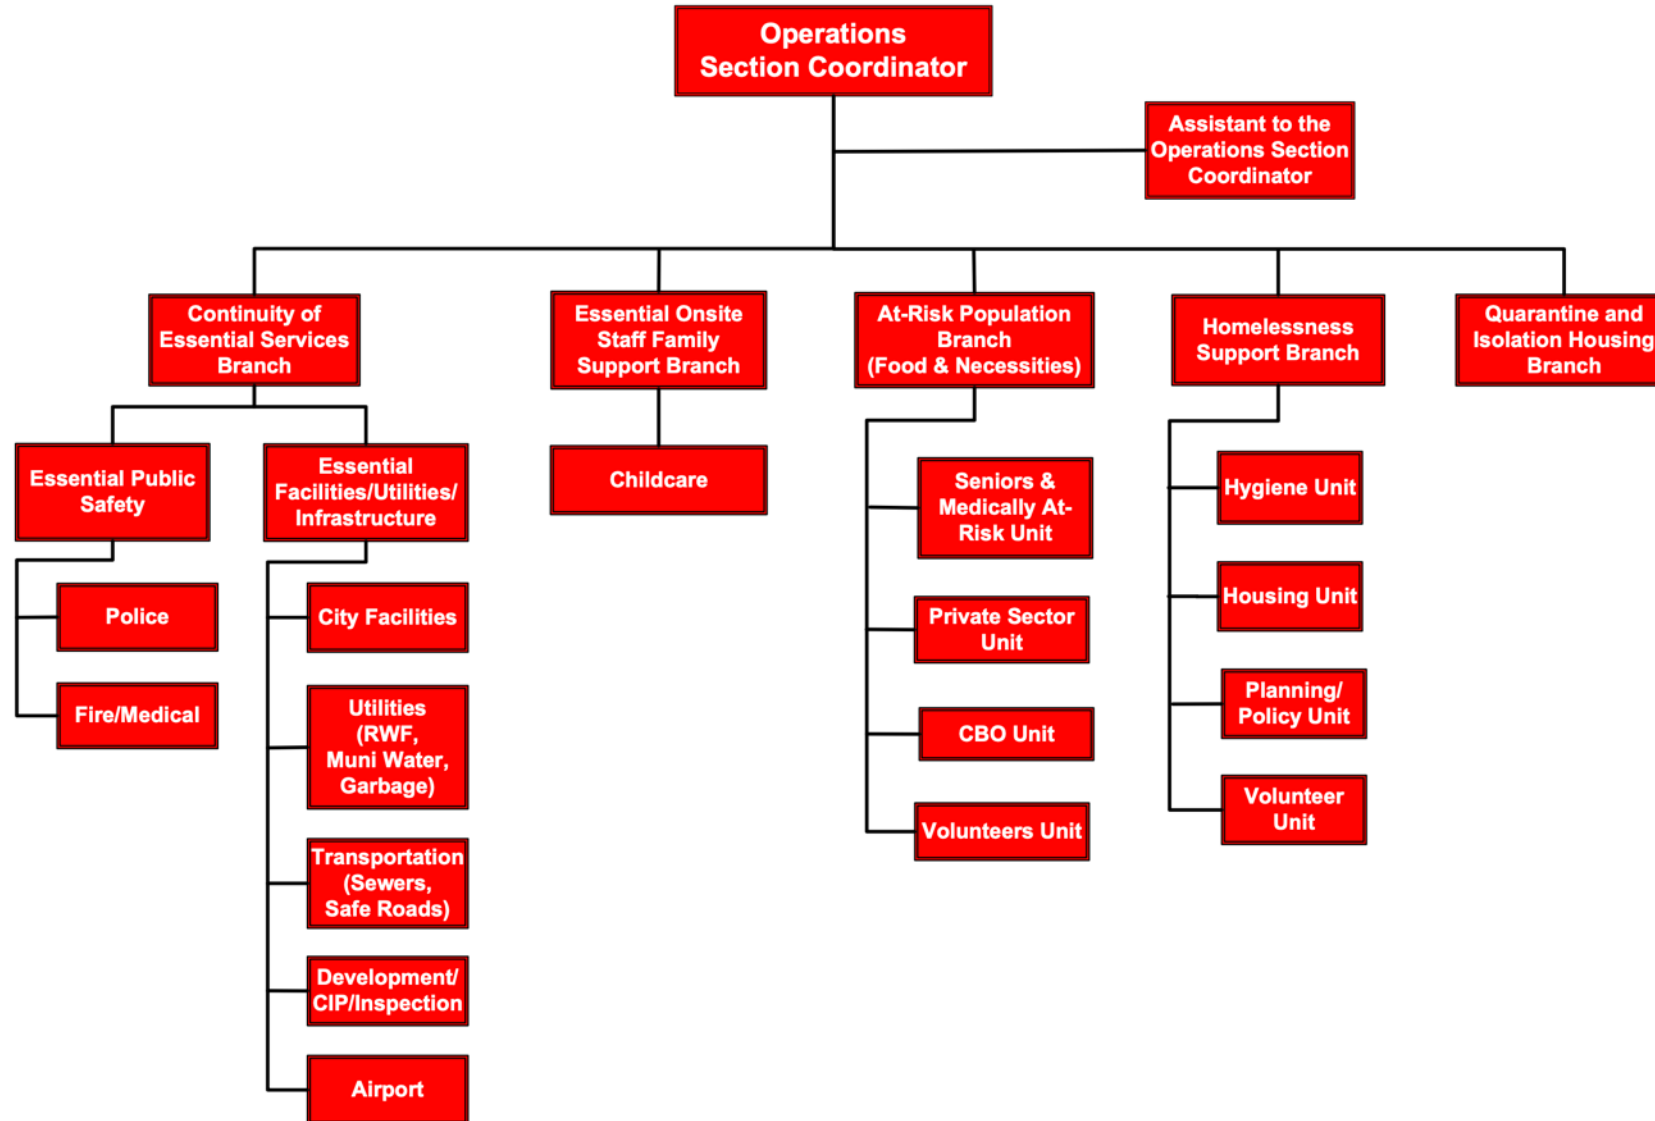 Operations
Section Coordinator
Assistant to the
Operations Section
Coordinator
Continuity of
Essential Services
Branch
Essential Onsite
Staff Family
Support Branch
At-Risk Population
Branch
(Food & Necessities)
Homelessness
Support Branch
Quarantine and
Isolation Housing
Branch
Essential Public
Safety
Essential
Facilities/Utilities/
Infrastructure
Childcare
Seniors &
Medically At-
Risk Unit
Hygiene Unit
Police
City Facilities
Private Sector
Unit
Housing Unit
Fire/Medical
Utilities
(RWF,
Muni Water,
Garbage)
CBO Unit
Planning/
Policy Unit
Transportation
(Sewers,
Safe Roads)
Volunteers Unit
Volunteer
Unit
Development/
CIP/Inspection
Airport